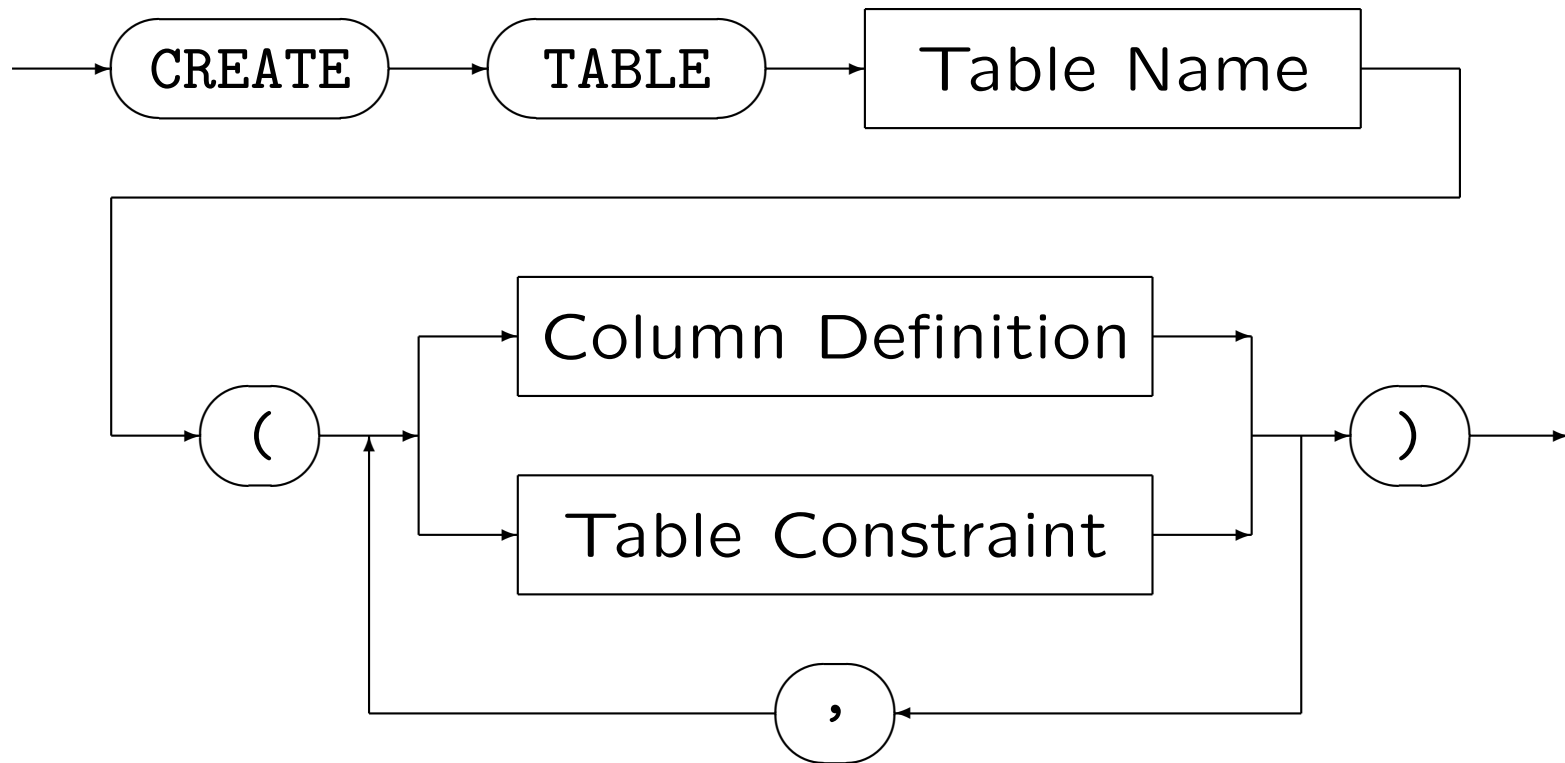 CREATE TABLE Table Name
Column Definition
( )
Table Constraint
,